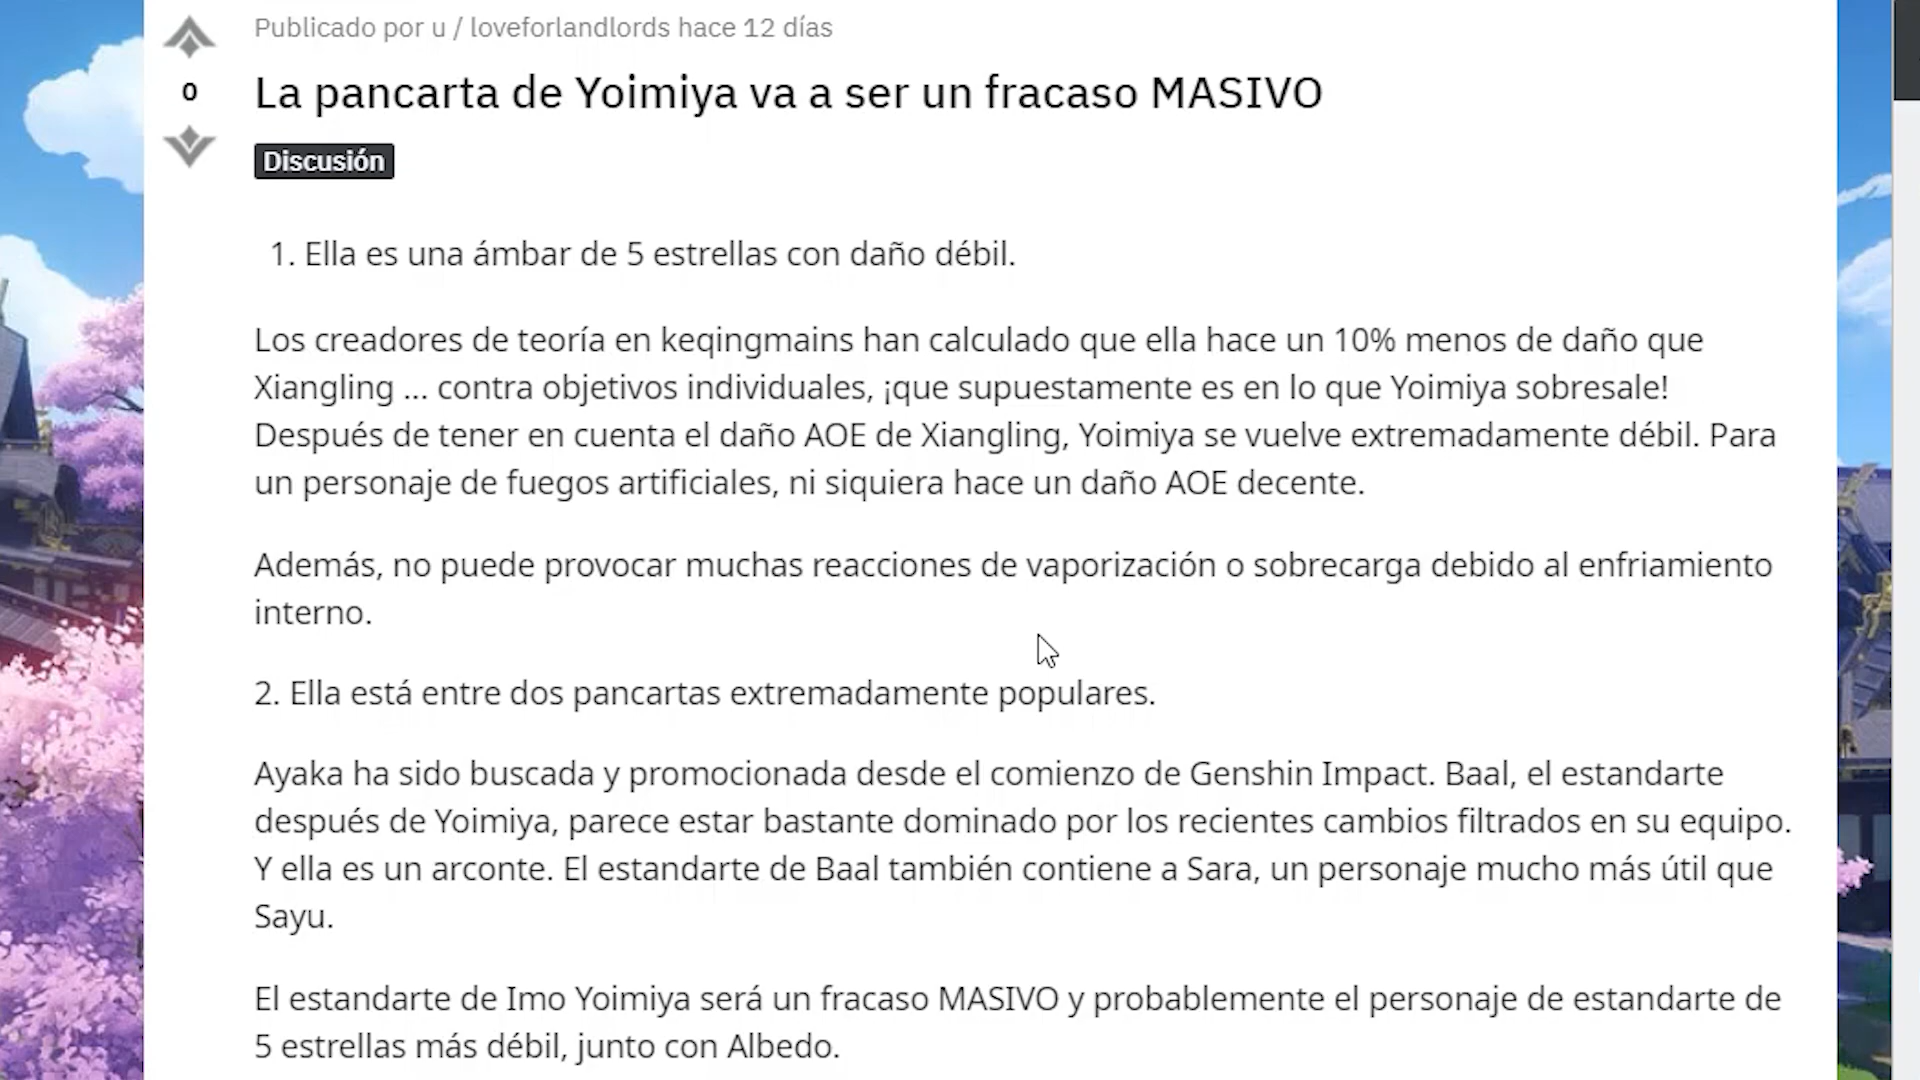 Publicado por u / loveforlandlords hace 12 días
0
La pancarta de Yoimiya va a ser un fracaso MASIVO
Discusión
1. Ella es una ámbar de 5 estrellas con daño débil.
Los creadores de teoría en keqingmains han calculado que ella hace un 10% menos de daño que
Xiangling ... contra objetivos individuales, ¡que supuestamente es en lo que Yoimiya sobresale!
Después de tener en cuenta el daño AOE de Xiangling, Yoimiya se vuelve extremadamente débil. Para
un personaje de fuegos artificiales, ni siquiera hace un daño AOE decente.
Además, no puede provocar muchas reacciones de vaporización o sobrecarga debido al enfriamiento
interno.
2. Ella está entre dos pancartas extremadamente populares.
Ayaka ha sido buscada y promocionada desde el comienzo de Genshin Impact. Baal, el estandarte
después de Yoimiya, parece estar bastante dominado por los recientes cambios filtrados en su equipo.
Y ella es un arconte. El estandarte de Baal también contiene a Sara, un personaje mucho más útil que
Sayu.
El estandarte de Imo Yoimiya será un fracaso MASIVO y probablemente el personaje de estandarte de
5 estrellas más débil, junto con Albedo.